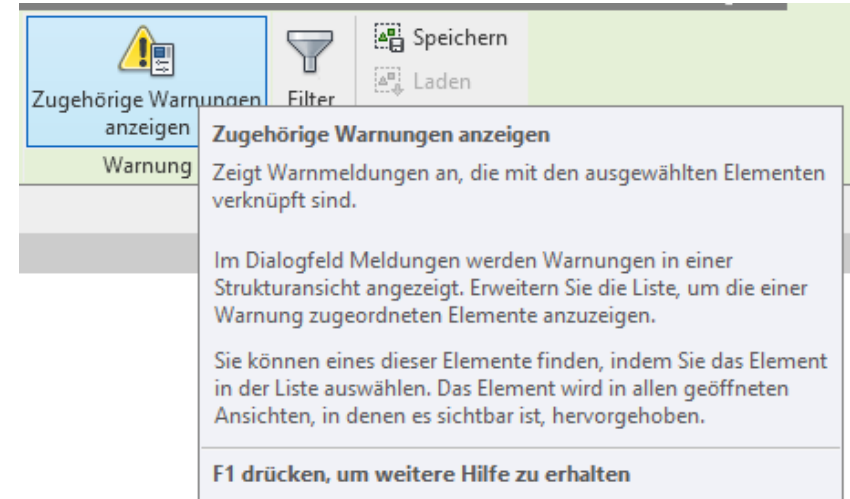 Speichern
Laden
Zugehörige Warnungen
anzeigen
Filter
Warnung
Zugehörige Warnungen anzeigen
Zeigt Warnmeldungen an, die mit den ausgewählten Elementen
verknüpft sind.
Im Dialogfeld Meldungen werden Warnungen in einer
Strukturansicht angezeigt. Erweitern Sie die Liste, um die einer
Warnung zugeordneten Elemente anzuzeigen.
Sie können eines dieser Elemente finden, indem Sie das Element
in der Liste auswählen. Das Element wird in allen geöffneten
Ansichten, in denen es sichtbar ist, hervorgehoben.
F1 drücken, um weitere Hilfe zu erhalten